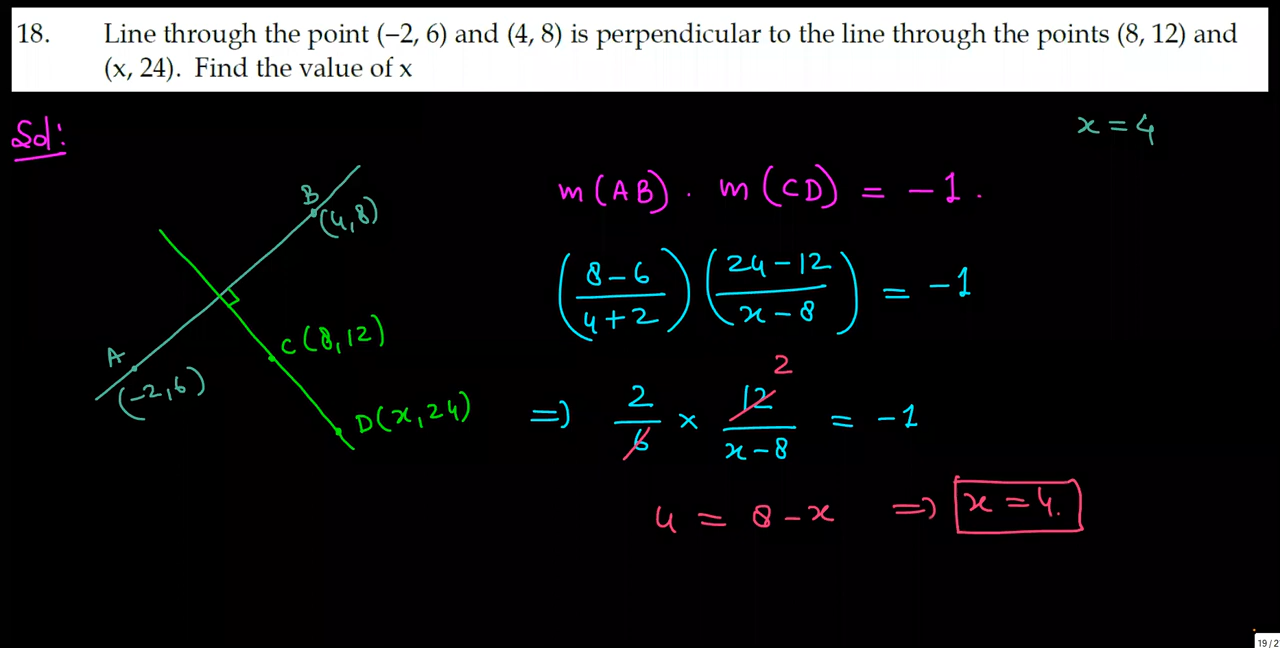 18. Line through the point (–2, 6) and (4, 8) is perpendicular to the line through the points (8, 12) and
(x, 24). Find the value of x
Sol:
x = 4
B
(4,8)
A
(-2,6)
C(8,12)
D(x,24)
m(AB) · m(CD) = -1.
((8-6)/(4+2)) ((24-12)/(x-8)) = -1
2
=) 2/6 × 12/(x-8) = -1
4 = 8-x =) x = 4.